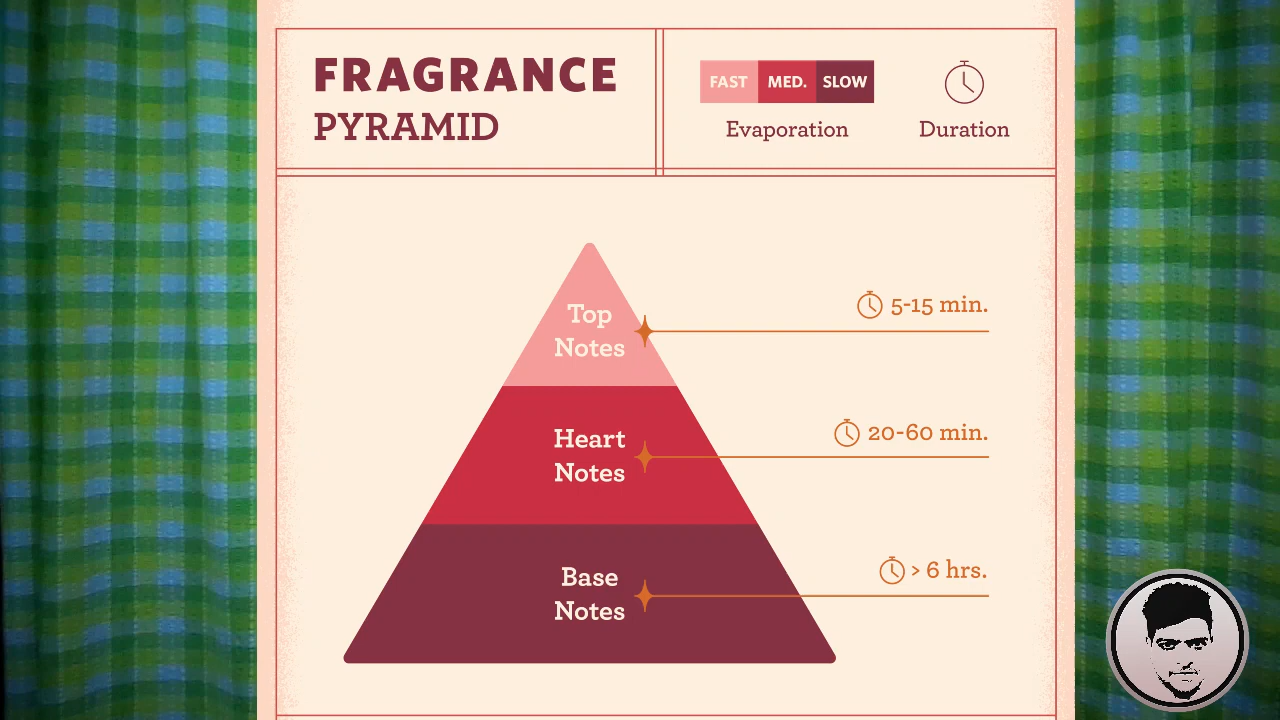 FRAGRANCE
PYRAMID
FAST MED. SLOW
Evaporation
Duration
Top
Notes
5-15 min.
Heart
Notes
20-60 min.
Base
Notes
> 6 hrs.